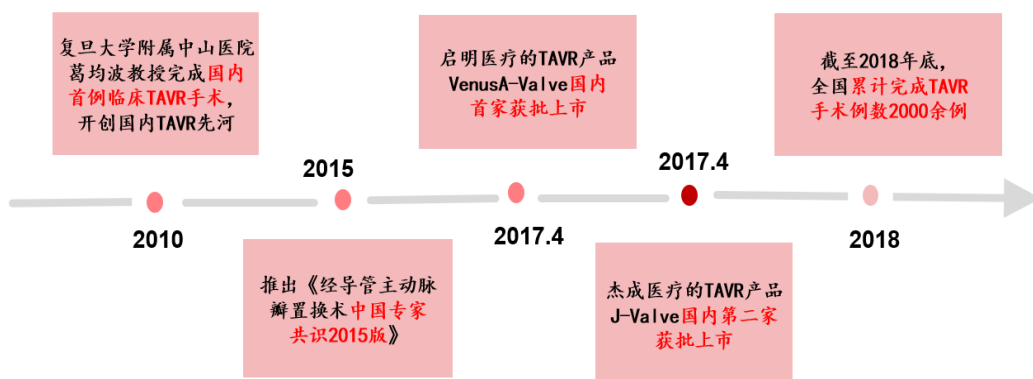 复旦大学附属中山医院
葛均波教授完成国内
首例临床TAVR手术,
开创国内TAVR先河
2010
2015
推出《经导管主动脉
瓣置换术中国专家
共识2015版》
启明医疗的TAVR产品
VenusA-Valve国内
首家获批上市
2017.4
2017.4
杰成医疗的TAVR产品
J-Valve国内第二家
获批上市
截至2018年底,
全国累计完成TAVR
手术例数2000余例
2018